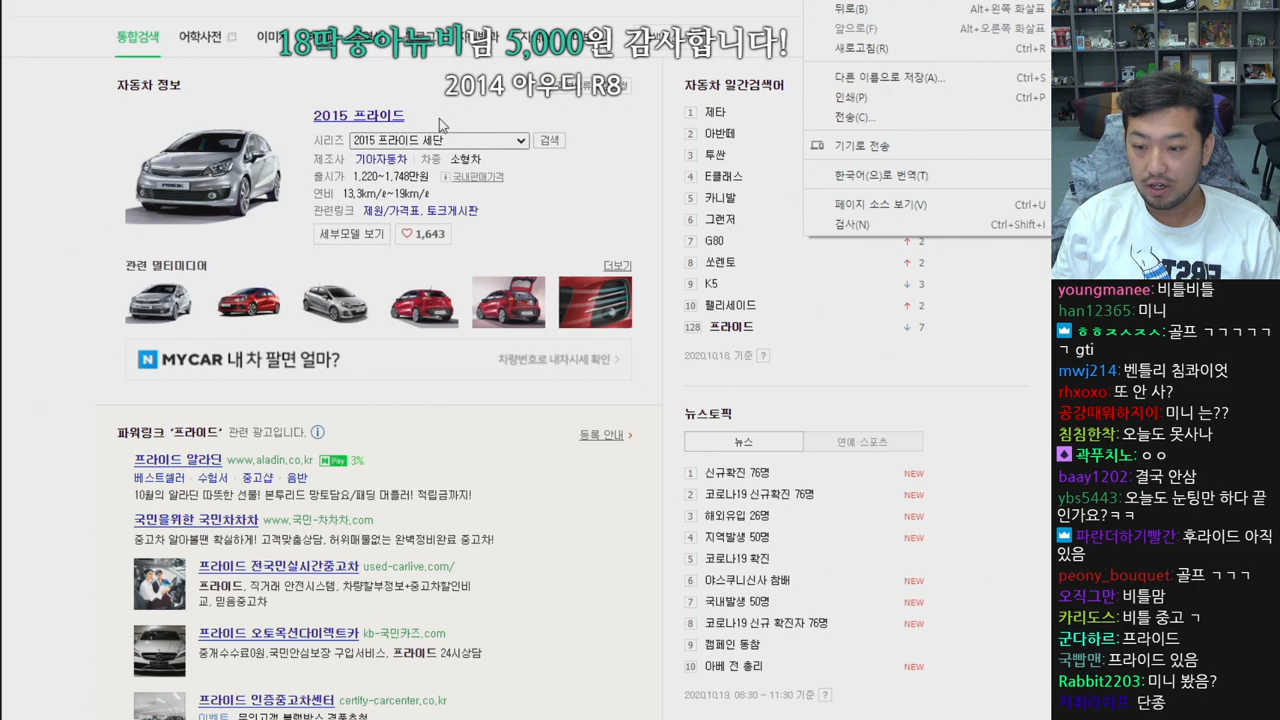 통합검색
어학사전
18딱숭아뉴비님 5,000원 감사합니다!
2014 아우디 R8
자동차 정보
2015 프라이드
시리즈 2015 프라이드 세단 검색
제조사 기아자동차 차종 소형차
출시가 1,220~1,748만원 국내판매가격
연비 13.3km/ℓ~19km/ℓ
관련링크 제원/가격표, 토크게시판
세부모델 보기 ♡ 1,643
관련 멀티미디어 더보기
N MYCAR 내 차 팔면 얼마? 차량번호로 내차시세 확인 >
파워링크 '프라이드' 관련 광고입니다. 등록 안내 >
프라이드 알라딘 www.aladin.co.kr N Pay 3%
베스트셀러 · 수험서 · 중고샵 · 음반
10월의 알라딘 따뜻한 선물! 본투리드 망토담요/패딩 머플러! 적립금까지!
국민을위한 국민차차차 www.국민-차차차.com
중고차 알아볼땐 확실하게! 고객맞춤상담, 허위매물없는 완벽정비완료 중고차!
프라이드 전국민실시간중고차 used-carlive.com/
프라이드, 직거래 안전시스템, 차량할부정보+중고차할인비
교, 믿음중고차
프라이드 오토옥션다이렉트카 kb-국민카즈.com
중개수수료0원,국민안심보장 구입서비스, 프라이드 24시상담
프라이드 인증중고차센터 certify-carcenter.co.kr
자동차 일간검색어
1 제타
2 아반떼
3 투싼
4 E클래스
5 카니발
6 그랜저
7 G80 ↑ 2
8 쏘렌토 ↑ 2
9 K5 ↓ 3
10 팰리세이드 ↑ 2
128 프라이드 ↓ 7
2020.10.18. 기준 ?
뉴스토픽
뉴스 연예·스포츠
1 신규확진 76명 NEW
2 코로나19 신규확진 76명 NEW
3 해외유입 26명 NEW
4 지역발생 50명 NEW
5 코로나19 확진
6 야스쿠니신사 참배 NEW
7 국내발생 50명 NEW
8 코로나19 신규 확진자 76명 NEW
9 캠페인 동참
10 아베 전 총리 NEW
2020.10.19. 08:30 ~ 11:30 기준 ?
뒤로(B) Alt+왼쪽 화살표
앞으로(F) Alt+오른쪽 화살표
새로고침(R) Ctrl+R
다른 이름으로 저장(A)... Ctrl+S
인쇄(P)... Ctrl+P
전송(C)...
기기로 전송
한국어(으)로 번역(T)
페이지 소스 보기(V) Ctrl+U
검사(N) Ctrl+Shift+I
youngmanee: 비틀비틀
han12365: 미니
ㅎㅎㅈㅅㅈㅅ: 골프 ㄱㄱㄱㄱㄱ
ㄱ gti
mwj214: 벤틀리 침콰이엇
rhxoxo: 또 안 사?
공강때뭐하지이: 미니 는??
침침한착: 오늘도 못사나
곽푸치노: ㅇㅇ
baay1202: 결국 안삼
ybs5443: 오늘도 눈팅만 하다 끝
인가요?ㅋㅋ
파란더하기빨간: 후라이드 아직
있음
peony_bouquet: 골프 ㄱㄱㄱ
오직그만: 비틀맘
카리도스: 비틀 중고 ㄱ
군다하르: 프라이드
국빱맨: 프라이드 있음
Rabbit2203: 미니 봤음?
자취라이프: 단종